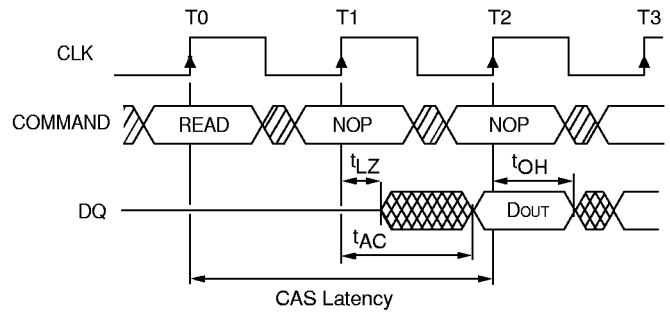 T0 T1 T2 T3
CLK
COMMAND READ NOP NOP
tLZ tOH
DQ DOUT
tAC
CAS Latency